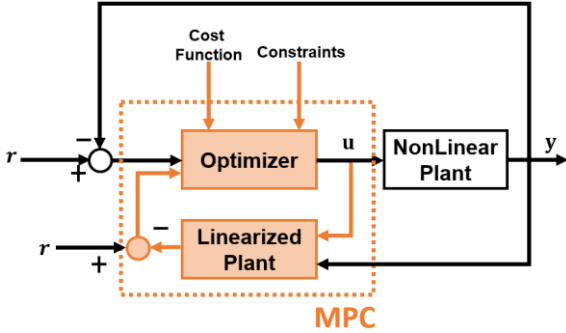 Cost
Function
Constraints
−
r
+
Optimizer
u
NonLinear
Plant
y
r
+
−
Linearized
Plant
MPC